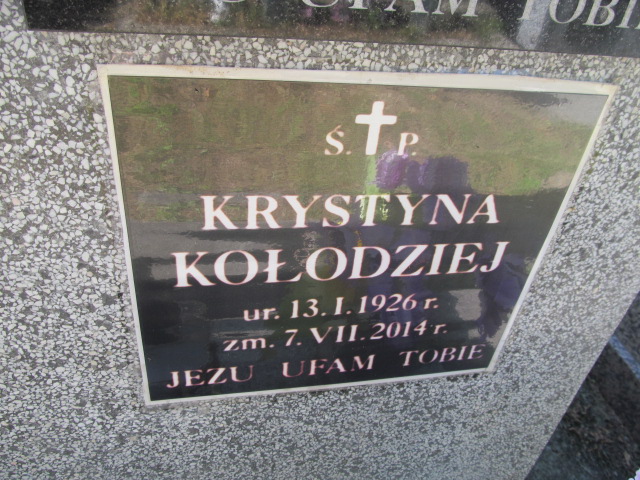 UFAM TOBIE
Ś. P.
KRYSTYNA
KOŁODZIEJ
ur. 13. I. 1926 r.
zm. 7. VII. 2014 r.
JEZU UFAM TOBIE